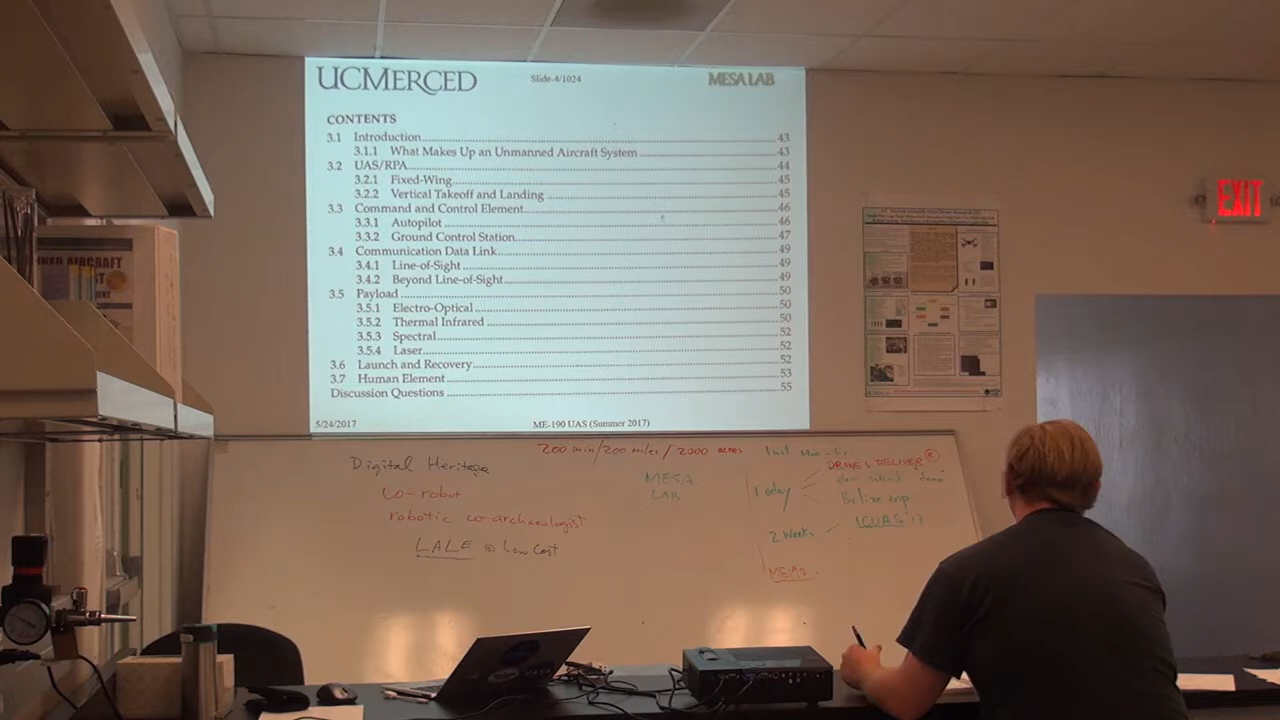 UCMERCED
Slide-4/1024
MESA LAB
CONTENTS
3.1 Introduction 43
3.1.1 What Makes Up an Unmanned Aircraft System 43
3.2 UAS/RPA 44
3.2.1 Fixed-Wing 45
3.2.2 Vertical Takeoff and Landing 45
3.3 Command and Control Element 46
3.3.1 Autopilot 46
3.3.2 Ground Control Station 47
3.4 Communication Data Link 49
3.4.1 Line-of-Sight 49
3.4.2 Beyond Line-of-Sight 49
3.5 Payload 50
3.5.1 Electro-Optical 50
3.5.2 Thermal Infrared 50
3.5.3 Spectral 52
3.5.4 Laser 52
3.6 Launch and Recovery 52
3.7 Human Element 53
Discussion Questions 55
5/24/2017
ME-190 UAS (Summer 2017)
EXIT
AIRCRAFT
200 min/200 miles/2000 acres
Digital Heritage
co-robot
robotic co-archaeologist
LALE @ Low Cost
MESA
LAB
last
DRONES DELIVER ®
Today
"demo"
Belize trip
2 Weeks
ICUAS '17